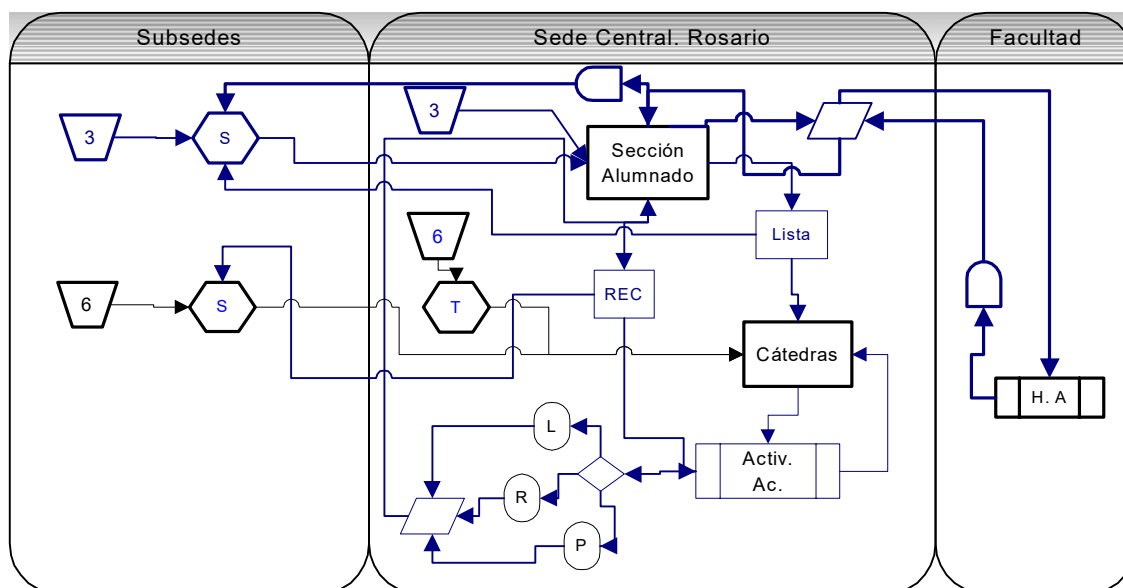 Subsedes
Sede Central. Rosario
Facultad
3
3
S
Sección
Alumnado
6
Lista
6
S
T
REC
Cátedras
H. A
L
Activ.
Ac.
R
P